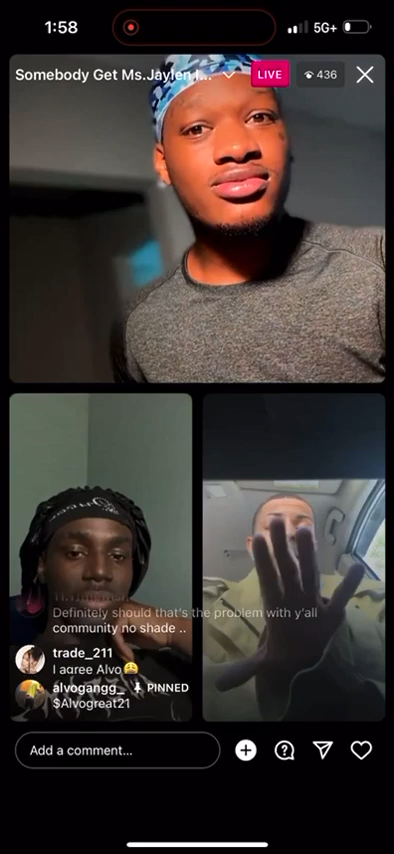 1:58
5G+
Somebody Get Ms.Jaylen I...
LIVE
436
Definitely should that's the problem with y'all
community no shade ..
trade_211
I agree Alvo😩
alvogangg_ PINNED
$Alvogreat21
Add a comment...